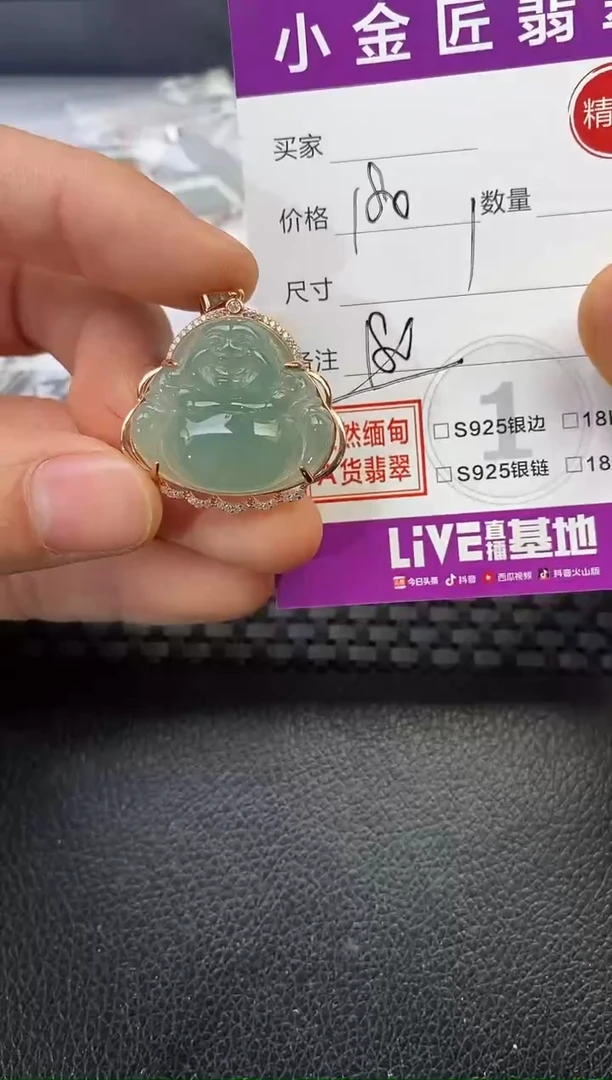 小金匠翡
精
买家
价格 180 数量
尺寸
备注 18K
然缅甸
A货翡翠
1
□S925银边 □18
□S925银链 □18
LiVE直播基地
今日头条 抖音 西瓜视频 抖音火山版